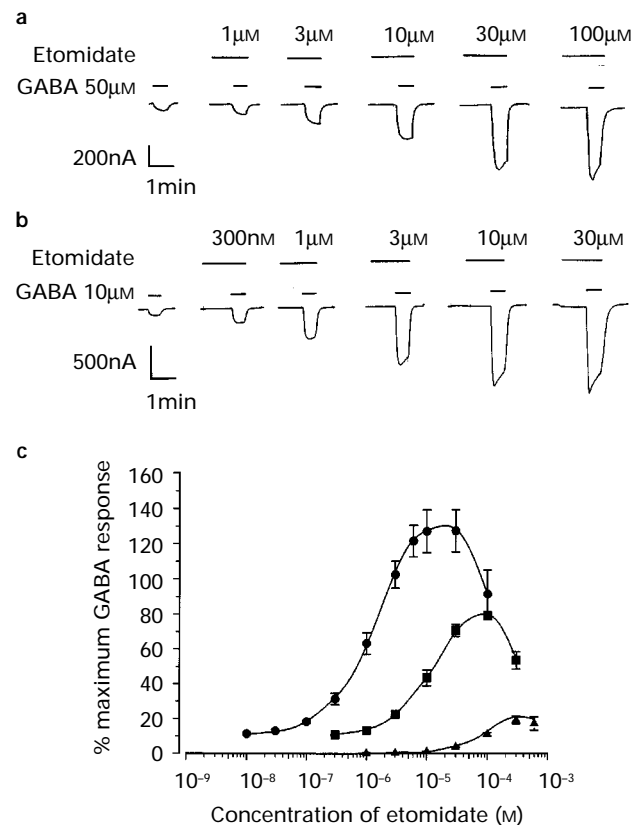 a
1μM 3μM 10μM 30μM 100μM
Etomidate
GABA 50μM
200nA
1min
b
300nM 1μM 3μM 10μM 30μM
Etomidate
GABA 10μM
500nA
1min
c
% maximum GABA response
160
140
120
100
80
60
40
20
0
10⁻⁹ 10⁻⁸ 10⁻⁷ 10⁻⁶ 10⁻⁵ 10⁻⁴ 10⁻³
Concentration of etomidate (M)